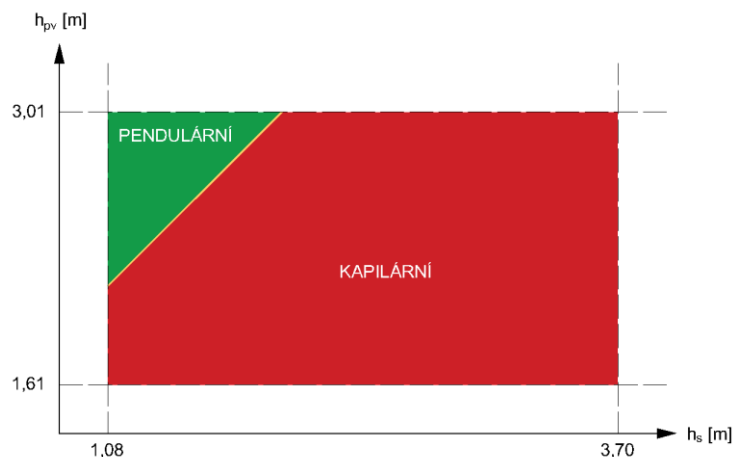 h_pv [m]
3,01
PENDULÁRNÍ
KAPILÁRNÍ
1,61
h_s [m]
1,08
3,70